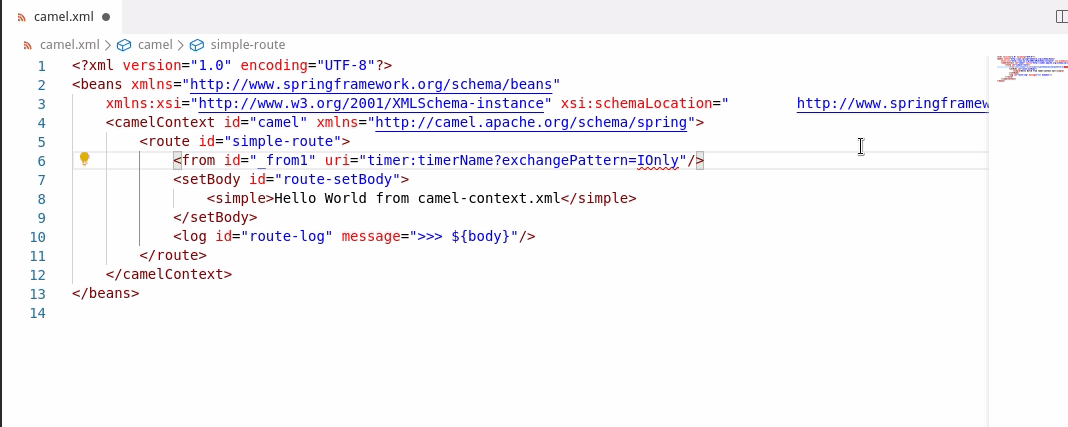 camel.xml
camel.xml > camel > simple-route
1 <?xml version="1.0" encoding="UTF-8"?>
2 <beans xmlns="http://www.springframework.org/schema/beans"
3 xmlns:xsi="http://www.w3.org/2001/XMLSchema-instance" xsi:schemaLocation=" http://www.springframew
4 <camelContext id="camel" xmlns="http://camel.apache.org/schema/spring">
5 <route id="simple-route">
6 <from id="_from1" uri="timer:timerName?exchangePattern=IOnly"/>
7 <setBody id="route-setBody">
8 <simple>Hello World from camel-context.xml</simple>
9 </setBody>
10 <log id="route-log" message=">>> ${body}"/>
11 </route>
12 </camelContext>
13 </beans>
14